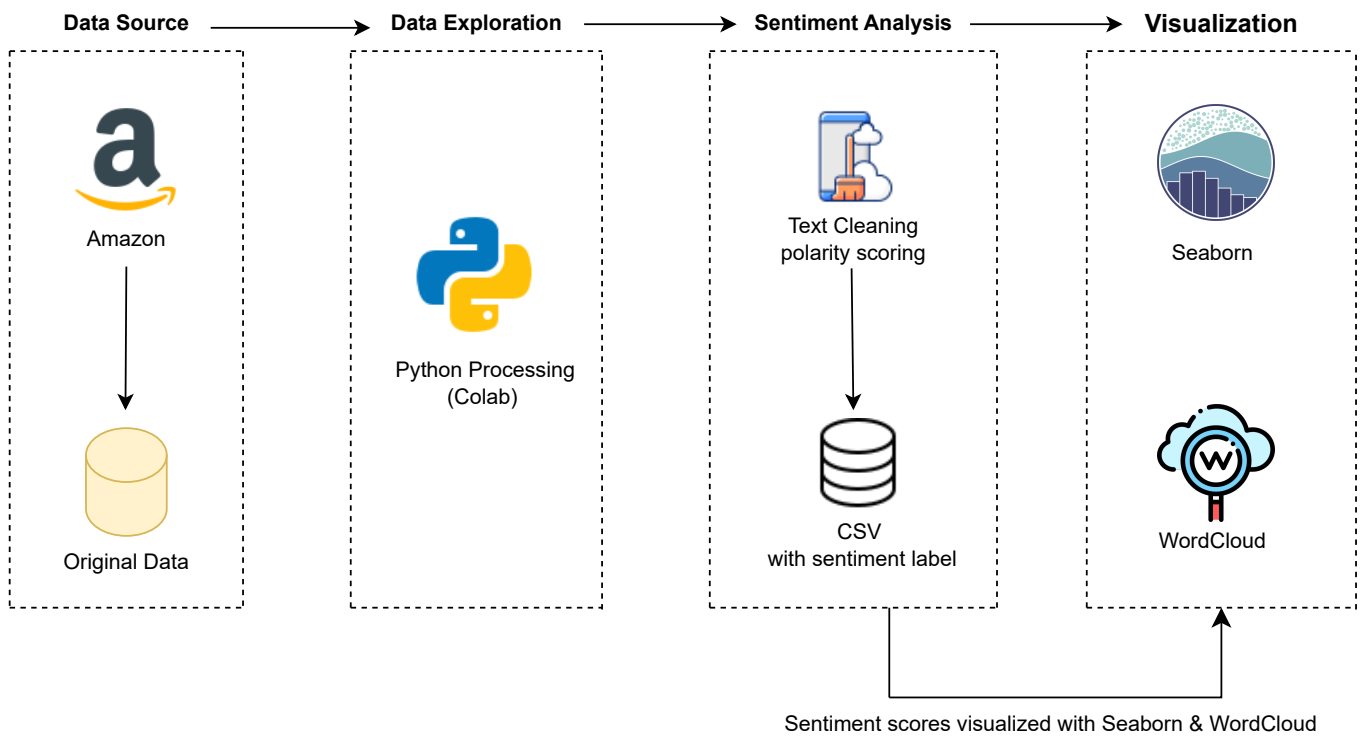 Data Source
Data Exploration
Sentiment Analysis
Visualization
a
Amazon
Original Data
Python Processing
(Colab)
Text Cleaning
polarity scoring
CSV
with sentiment label
Seaborn
W
WordCloud
Sentiment scores visualized with Seaborn & WordCloud